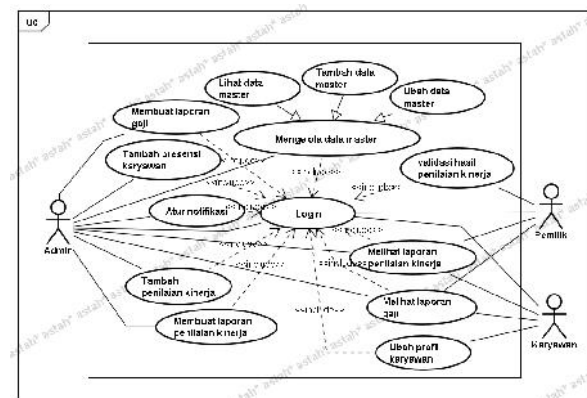 uc
Lihat data
master
Tambah data
master
Ubah data
master
Membuat laporan
gaji
Mengelola data master
Tambah presensi
karyawan
validasi hasil
penilaian kinerja
Atur notifikasi
Login
Admin
Pemilik
Melihat laporan
penilaian kinerja
Tambah
penilaian kinerja
Melihat laporan
gaji
Membuat laporan
penilaian kinerja
Ubah profil
karyawan
Karyawan